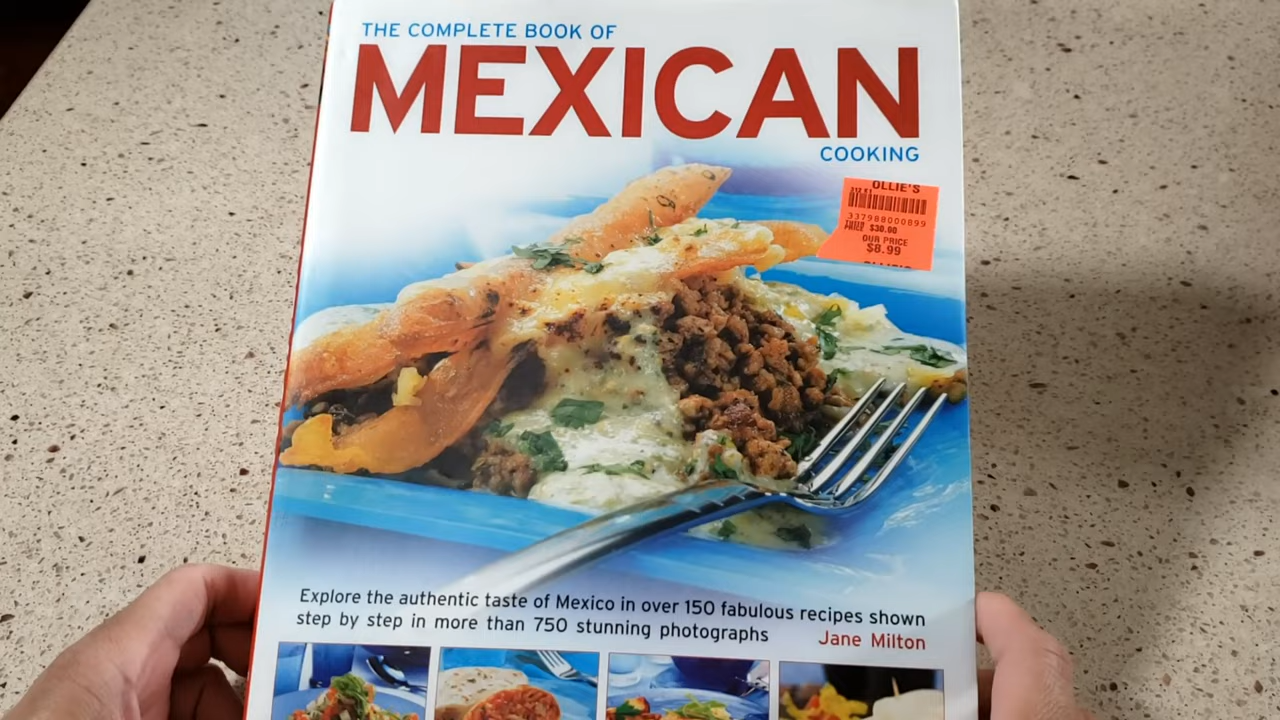 THE COMPLETE BOOK OF
MEXICAN
COOKING
OLLIE'S
337988000899
PRICE $30.00
OUR PRICE
$8.99
Explore the authentic taste of Mexico in over 150 fabulous recipes shown
step by step in more than 750 stunning photographs
Jane Milton